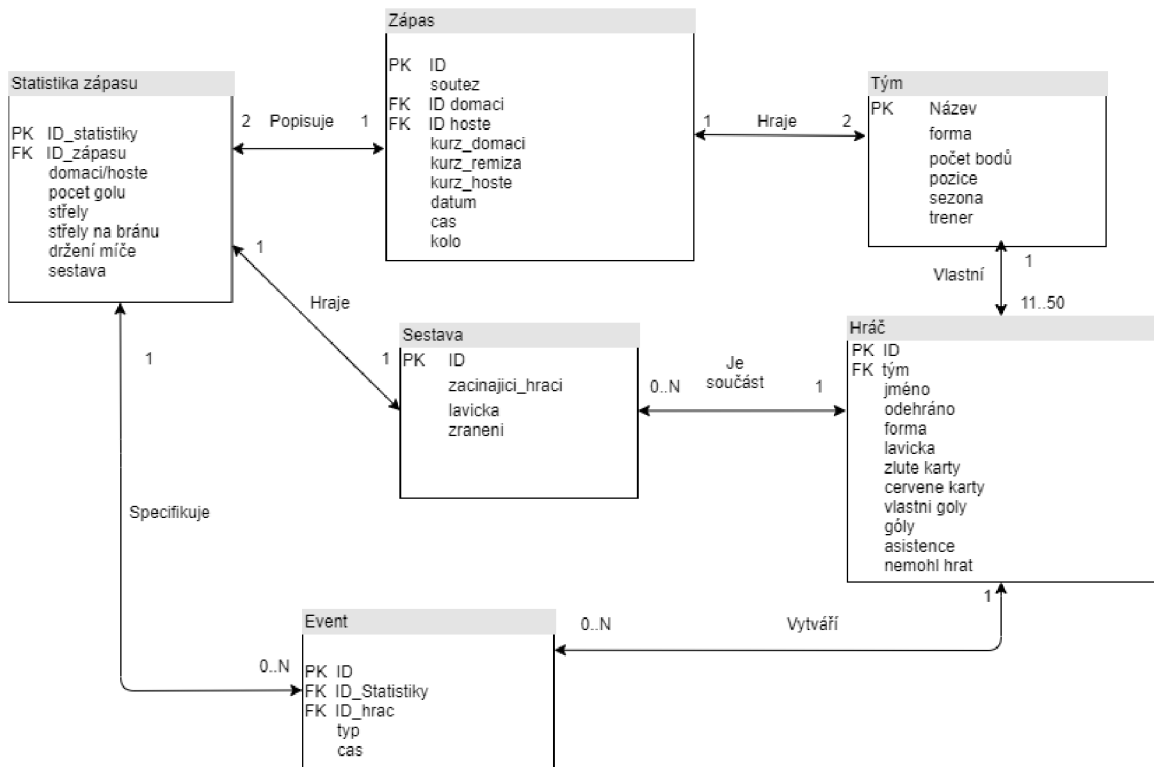 Zápas
PK ID
soutez
FK ID domaci
FK ID hoste
kurz_domaci
kurz_remiza
kurz_hoste
datum
cas
kolo
Statistika zápasu
PK ID_statistiky
FK ID_zápasu
domaci/hoste
pocet golu
střely
střely na bránu
držení míče
sestava
2 Popisuje 1
1 Hraje 2
Tým
PK Název
forma
počet bodů
pozice
sezona
trener
1
Hraje
1
Vlastní 1
11..50
Sestava
PK ID
zacinajici_hraci
lavicka
zraneni
Je
součást
0..N 1
Hráč
PK ID
FK tým
jméno
odehráno
forma
lavicka
zlute karty
cervene karty
vlastni goly
góly
asistence
nemohl hrat
1
Specifikuje
0..N
Event
PK ID
FK ID_Statistiky
FK ID_hrac
typ
cas
0..N Vytváří 1